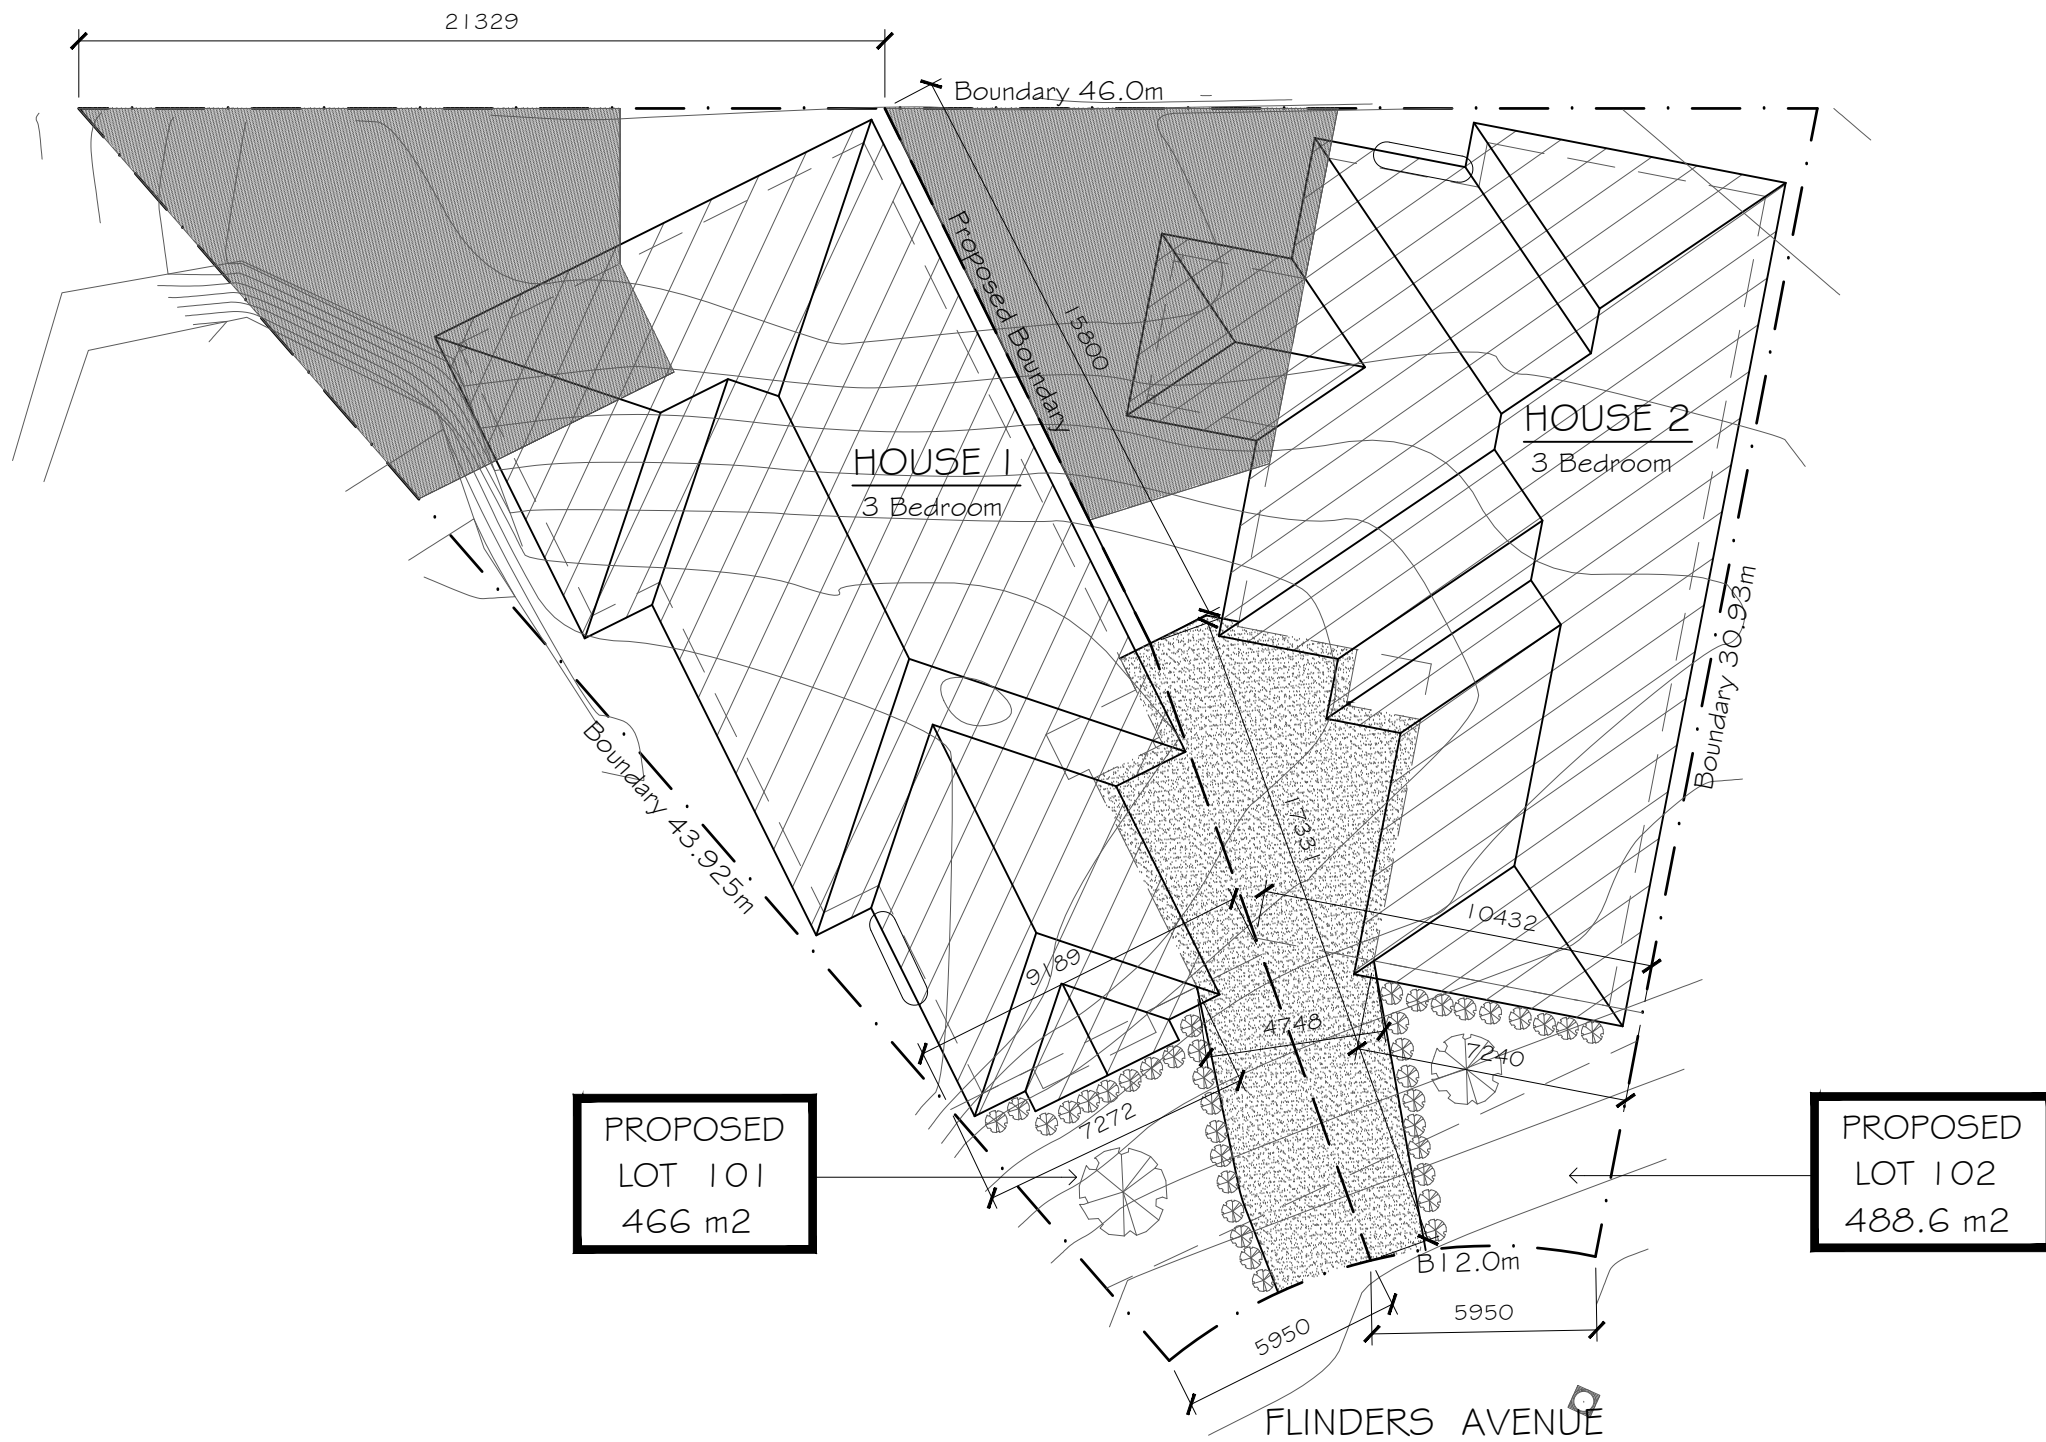 21329
Boundary 46.0m
Proposed Boundary
15800
HOUSE 1
3 Bedroom
HOUSE 2
3 Bedroom
Boundary 30.93m
Boundary 43.925m
17331
10432
9189
4748
7240
7272
PROPOSED
LOT 101
466 m2
PROPOSED
LOT 102
488.6 m2
B12.0m
5950
5950
FLINDERS AVENUE